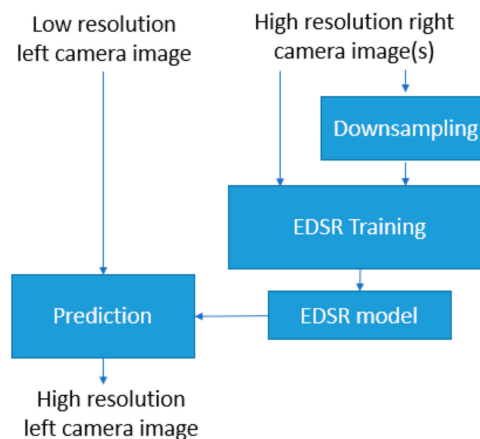 Low resolution
left camera image
High resolution right
camera image(s)
Downsampling
EDSR Training
Prediction
EDSR model
High resolution
left camera image